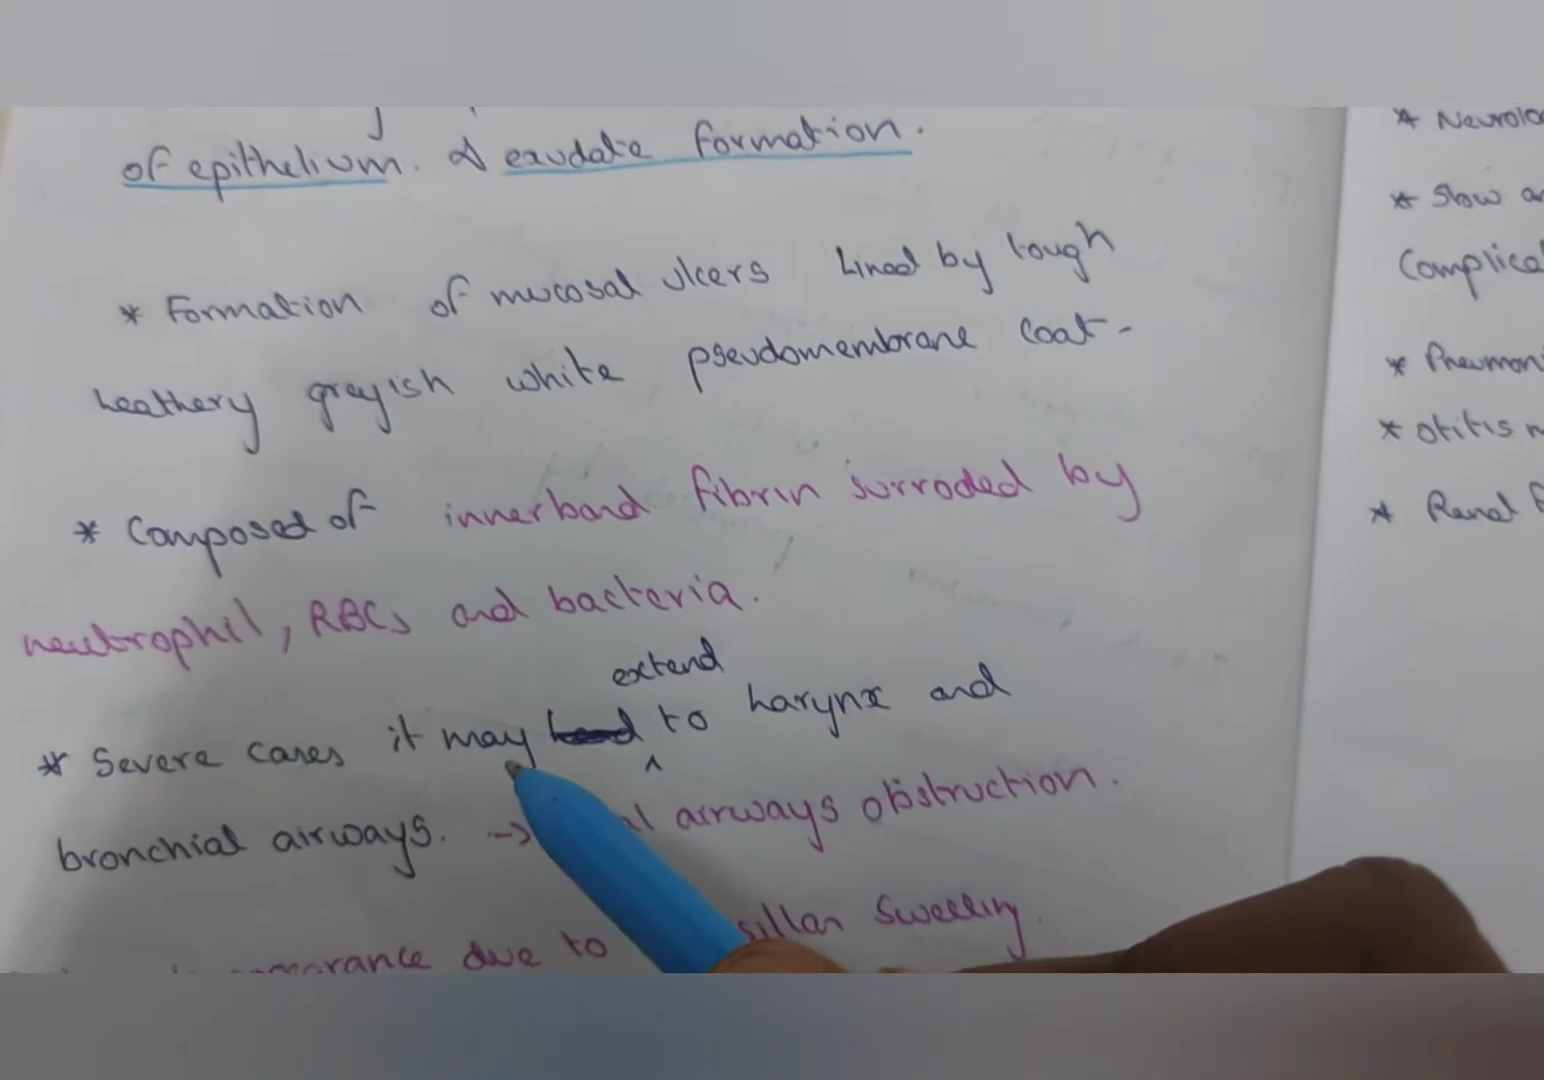 of epithelium. & exudate formation.
* Formation of mucosal ulcers Lined by tough
leathery greyish white pseudomembrane coat-
* Composed of innerband fibrin surroded by
neutrophil, RBCs and bacteria.
extend
* Severe cases it may to larynx and
bronchial airways. -> airways obstruction.
due to swelling.
* Neurolo
* Slow
Complica
* Pneumon
* Otitis
* Renal